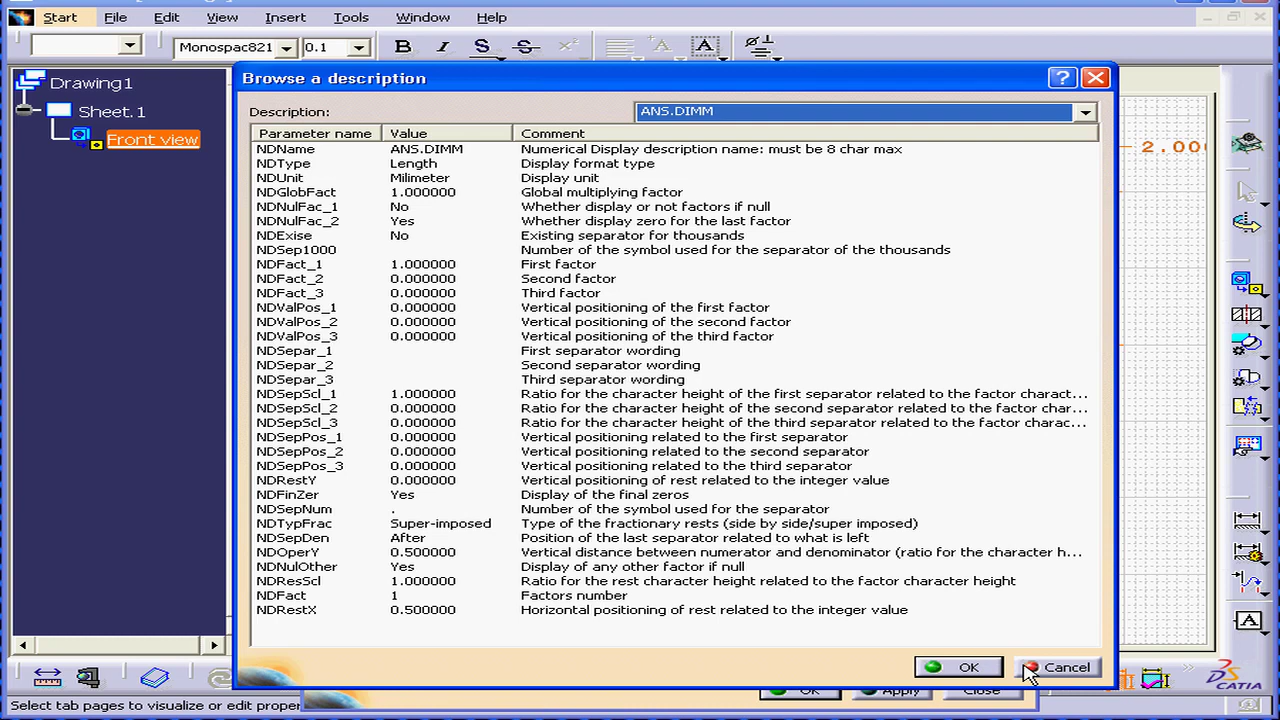 Start File Edit View Insert Tools Window Help
Monospac821 0.1 B I S S A A
Drawing1
Sheet.1
Front view
Browse a description
Description: ANS.DIMM
Parameter name Value Comment
NDName ANS.DIMM Numerical Display description name: must be 8 char max
NDType Length Display format type
NDUnit Milimeter Display unit
NDGlobFact 1.000000 Global multiplying factor
NDNulFac_1 No Whether display or not factors if null
NDNulFac_2 Yes Whether display zero for the last factor
NDExise No Existing separator for thousands
NDSep1000 Number of the symbol used for the separator of the thousands
NDFact_1 1.000000 First factor
NDFact_2 0.000000 Second factor
NDFact_3 0.000000 Third factor
NDValPos_1 0.000000 Vertical positioning of the first factor
NDValPos_2 0.000000 Vertical positioning of the second factor
NDValPos_3 0.000000 Vertical positioning of the third factor
NDSepar_1 First separator wording
NDSepar_2 Second separator wording
NDSepar_3 Third separator wording
NDSepScl_1 1.000000 Ratio for the character height of the first separator related to the factor charact...
NDSepScl_2 0.000000 Ratio for the character height of the second separator related to the factor char...
NDSepScl_3 0.000000 Ratio for the character height of the third separator related to the factor charac...
NDSepPos_1 0.000000 Vertical positioning related to the first separator
NDSepPos_2 0.000000 Vertical positioning related to the second separator
NDSepPos_3 0.000000 Vertical positioning related to the third separator
NDRestY 0.000000 Vertical positioning of rest related to the integer value
NDFinZer Yes Display of the final zeros
NDSepNum . Number of the symbol used for the separator
NDTypFrac Super-imposed Type of the fractionary rests (side by side/super imposed)
NDSepDen After Position of the last separator related to what is left
NDOperY 0.500000 Vertical distance between numerator and denominator (ratio for the character h...
NDNulOther Yes Display of any other factor if null
NDResScl 1.000000 Ratio for the rest character height related to the factor character height
NDFact 1 Factors number
NDRestX 0.500000 Horizontal positioning of rest related to the integer value
OK Cancel
OK Apply Close
Select tab pages to visualize or edit proper
CATIA